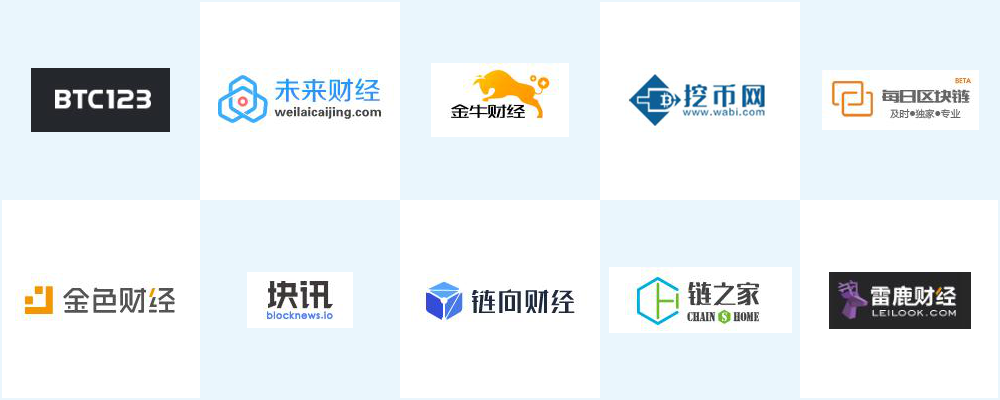 BTC123
未来财经
weilaicaijing.com
金牛财经
挖币网
www.wabi.com
BETA
每日区块链
及时●独家●专业
金色财经
块讯
blocknews.io
链向财经
链之家
CHAIN $ HOME
雷鹿财经
LEILOOK.COM